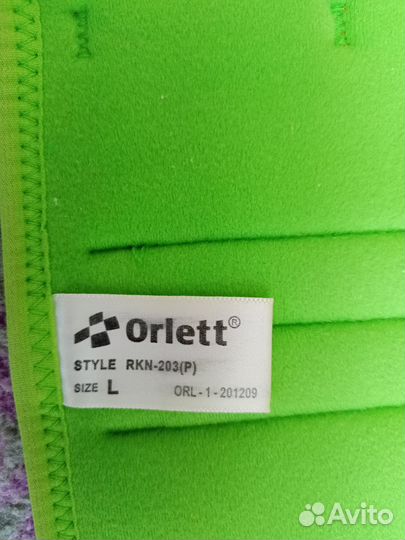 Orlett®
STYLE RKN-203(P)
SIZE L ORL-1-201209
Avito